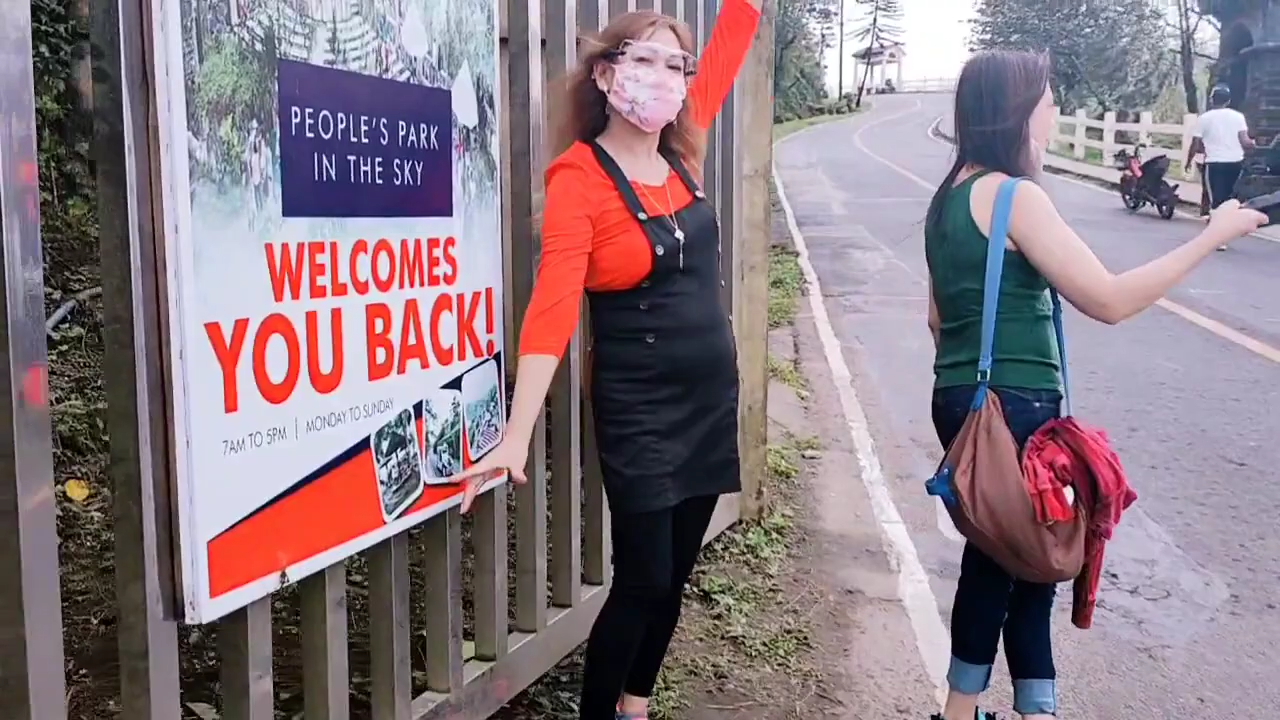 PEOPLE'S PARK
IN THE SKY
WELCOMES
YOU BACK!
7AM TO 5PM | MONDAY TO SUNDAY